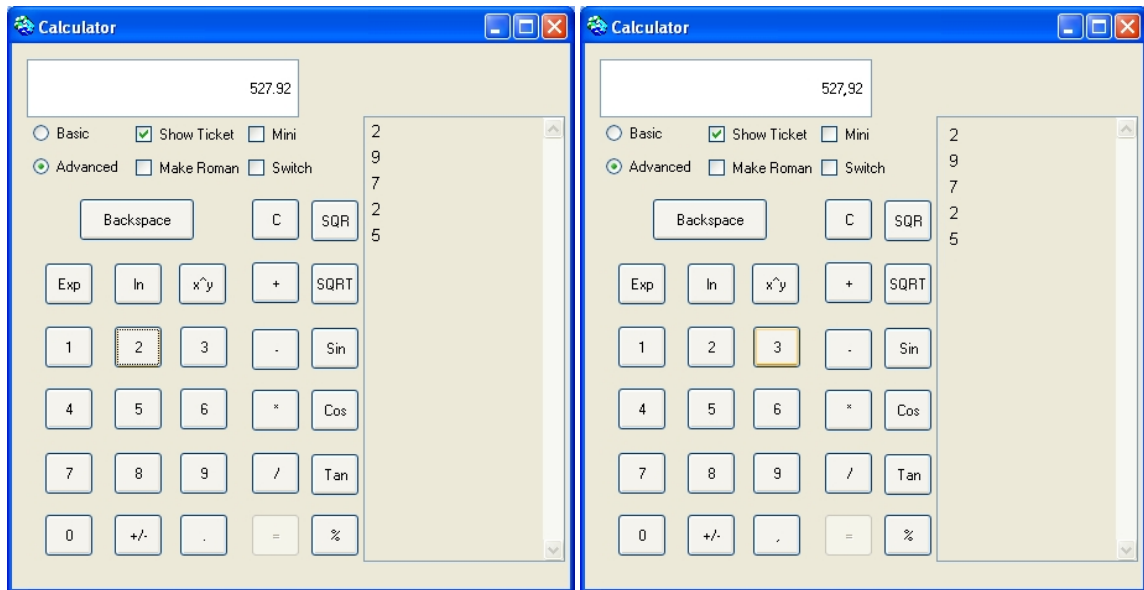 Calculator
527.92
Basic Show Ticket Mini
Advanced Make Roman Switch
Backspace C SQR
Exp ln x^y + SQRT
1 2 3 - Sin
4 5 6 * Cos
7 8 9 / Tan
0 +/- . = %
2
9
7
2
5
Calculator
527,92
Basic Show Ticket Mini
Advanced Make Roman Switch
Backspace C SQR
Exp ln x^y + SQRT
1 2 3 - Sin
4 5 6 * Cos
7 8 9 / Tan
0 +/- , = %
2
9
7
2
5